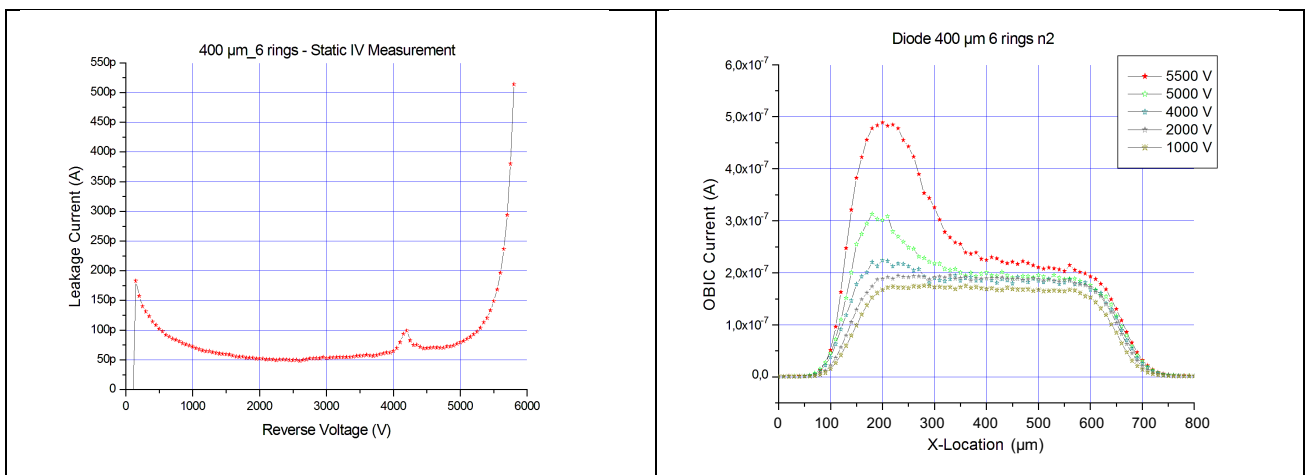 400 µm_6 rings - Static IV Measurement
550p
500p
450p
400p
350p
300p
250p
200p
150p
100p
50p
0
Leakage Current (A)
0 1000 2000 3000 4000 5000 6000
Reverse Voltage (V)
Diode 400 µm 6 rings n2
5500 V
5000 V
4000 V
2000 V
1000 V
6,0x10⁻⁷
5,0x10⁻⁷
4,0x10⁻⁷
3,0x10⁻⁷
2,0x10⁻⁷
1,0x10⁻⁷
0,0
OBIC Current (A)
0 100 200 300 400 500 600 700 800
X-Location (µm)